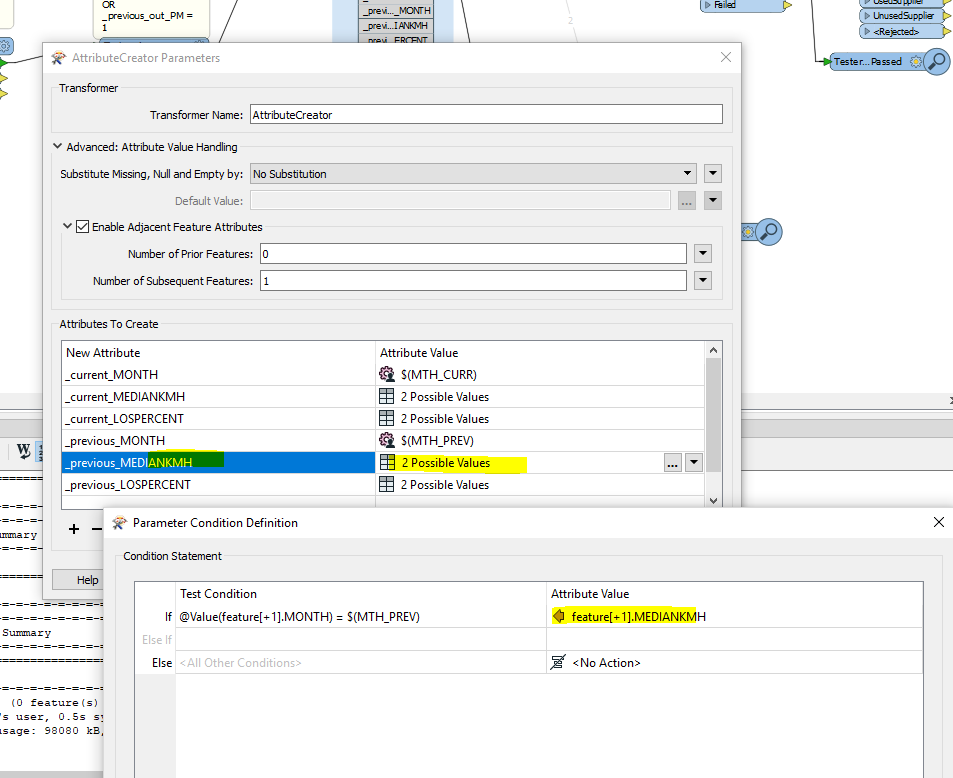 OR
_previous_out_PM =
1
_previ..._MONTH
_previ...IANKMH
_previ...ERCENT
2
Failed
UsedSupplier
UnusedSupplier
<Rejected>
Tester...Passed
AttributeCreator Parameters
Transformer
Transformer Name: AttributeCreator
Advanced: Attribute Value Handling
Substitute Missing, Null and Empty by: No Substitution
Default Value:
...
Enable Adjacent Feature Attributes
Number of Prior Features: 0
Number of Subsequent Features: 1
Attributes To Create
New Attribute Attribute Value
_current_MONTH $(MTH_CURR)
_current_MEDIANKMH 2 Possible Values
_current_LOSPERCENT 2 Possible Values
_previous_MONTH $(MTH_PREV)
_previous_MEDIANKMH 2 Possible Values ...
_previous_LOSPERCENT 2 Possible Values
Help
Parameter Condition Definition
Condition Statement
Test Condition Attribute Value
If @Value(feature[+1].MONTH) = $(MTH_PREV) feature[+1].MEDIANKMH
Else If
Else <All Other Conditions> <No Action>
W
ummary
Summary
(0 feature(s)
's user, 0.5s sy
usage: 98080 kB,